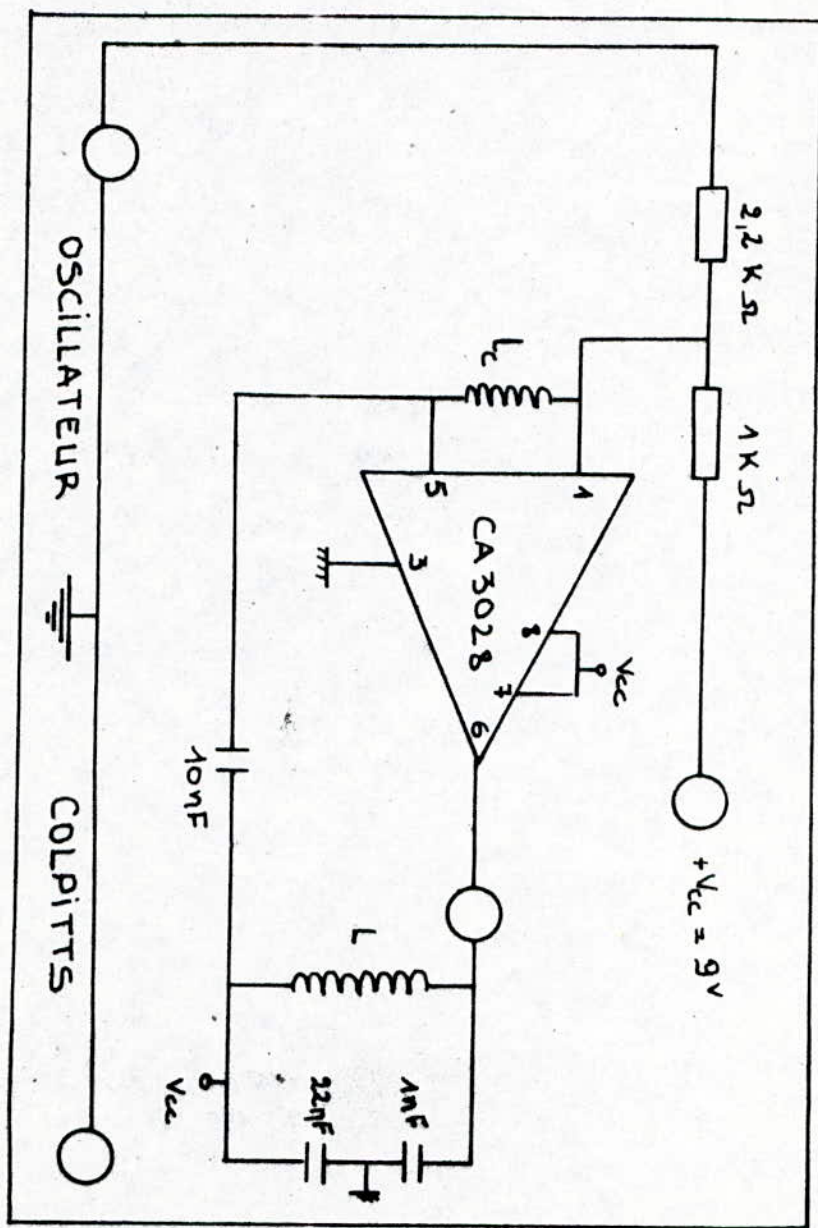 2,2 K Ω
1 K Ω
+Vcc = 9V
Lc
1
5
CA 3028
3
8
7
Vcc
6
10nF
L
1nF
22nF
Vcc
OSCILLATEUR COLPITTS